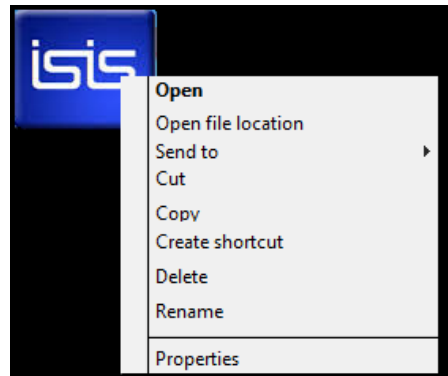 isis
Open
Open file location
Send to
Cut
Copy
Create shortcut
Delete
Rename
Properties